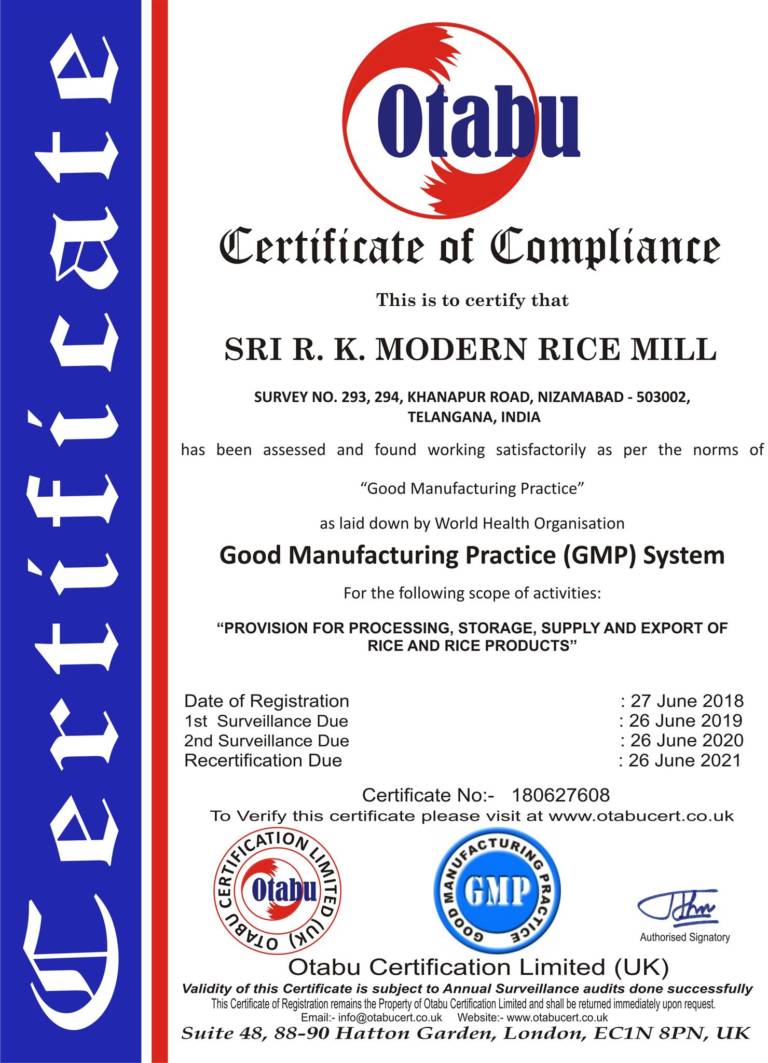 Certificate
Otabu
Certificate of Compliance
This is to certify that
SRI R. K. MODERN RICE MILL
SURVEY NO. 293, 294, KHANAPUR ROAD, NIZAMABAD - 503002,
TELANGANA, INDIA
has been assessed and found working satisfactorily as per the norms of
“Good Manufacturing Practice”
as laid down by World Health Organisation
Good Manufacturing Practice (GMP) System
For the following scope of activities:
“PROVISION FOR PROCESSING, STORAGE, SUPPLY AND EXPORT OF
RICE AND RICE PRODUCTS”
Date of Registration : 27 June 2018
1st Surveillance Due : 26 June 2019
2nd Surveillance Due : 26 June 2020
Recertification Due : 26 June 2021
Certificate No:- 180627608
To Verify this certificate please visit at www.otabucert.co.uk
OTABU CERTIFICATION LIMITED (UK)
Otabu
GOOD MANUFACTURING PRACTICE
GMP
Authorised Signatory
Otabu Certification Limited (UK)
Validity of this Certificate is subject to Annual Surveillance audits done successfully
This Certificate of Registration remains the Property of Otabu Certification Limited and shall be returned immediately upon request.
Email:- info@otabucert.co.uk Website:- www.otabucert.co.uk
Suite 48, 88-90 Hatton Garden, London, EC1N 8PN, UK